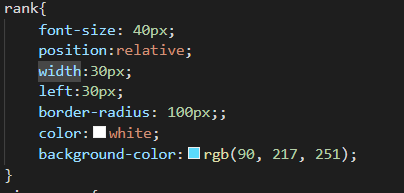 rank{
font-size: 40px;
position:relative;
width:30px;
left:30px;
border-radius: 100px;;
color:white;
background-color:rgb(90, 217, 251);
}